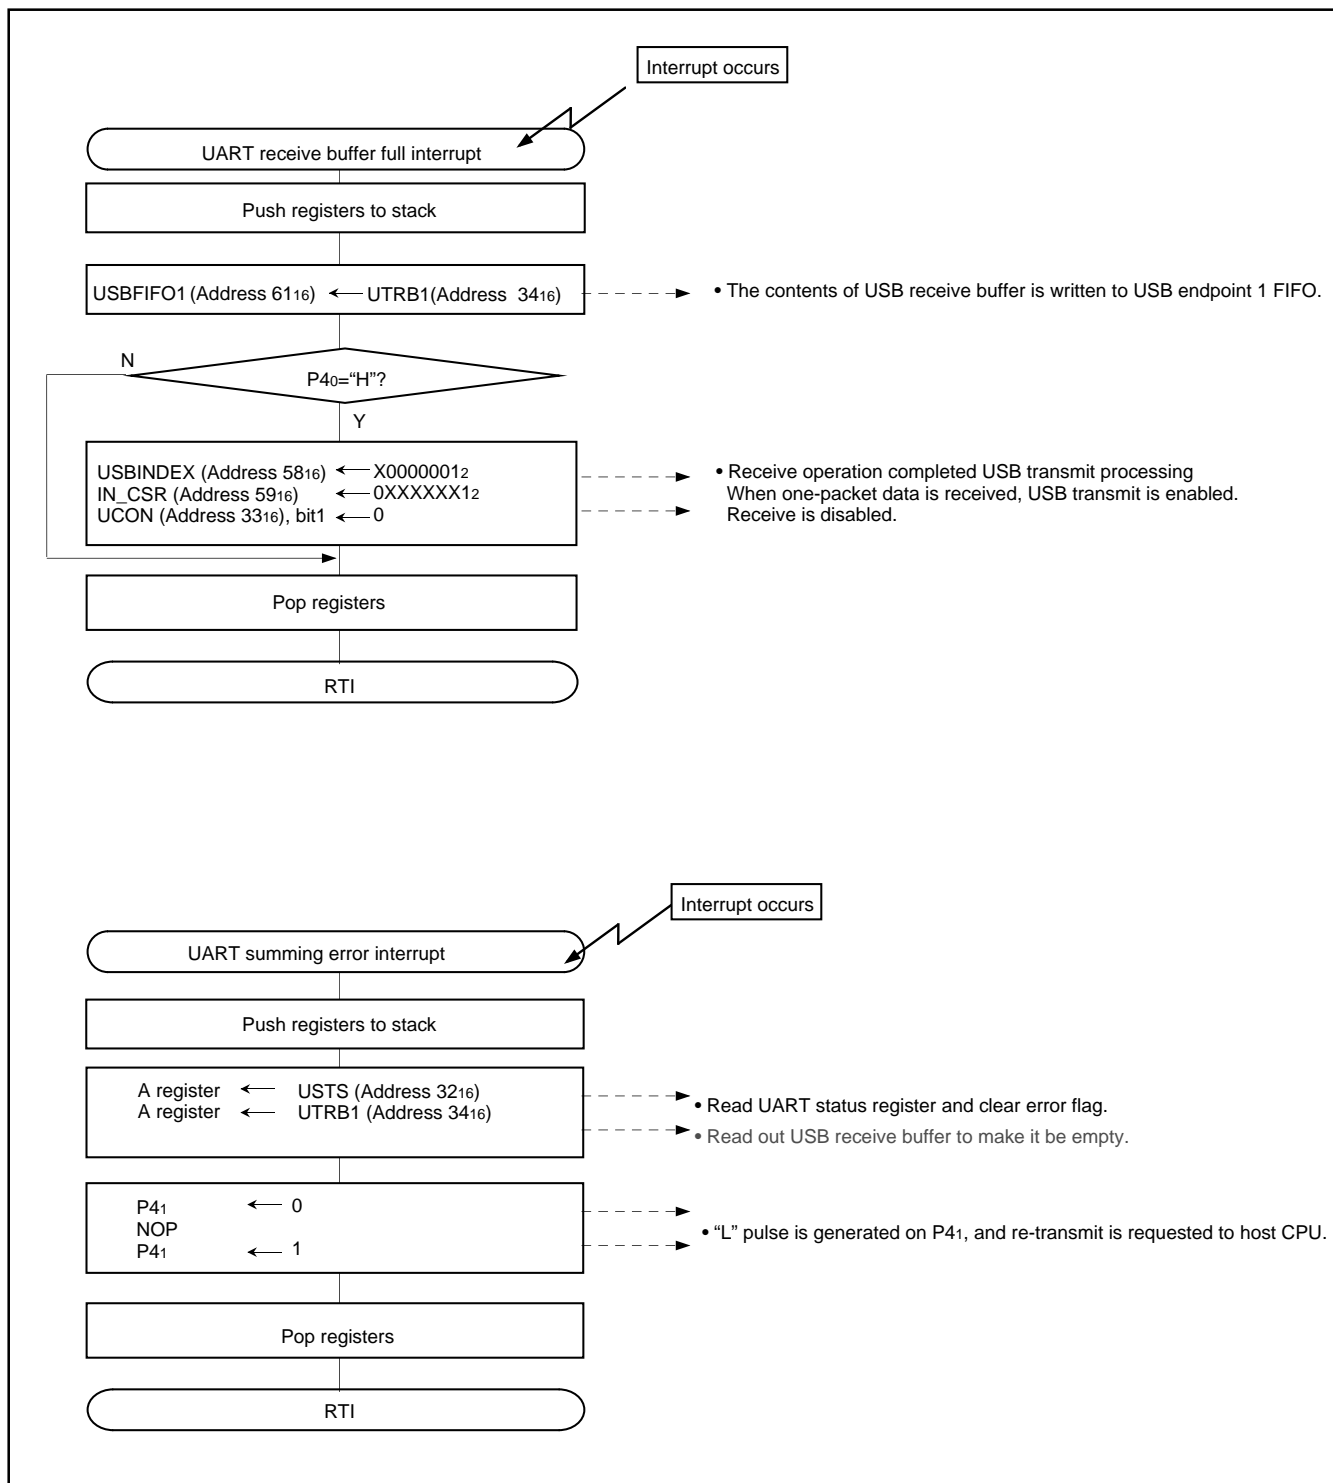 Interrupt occurs
UART receive buffer full interrupt
Push registers to stack
USBFIFO1 (Address 61₁₆) ← UTRB1(Address 34₁₆)
• The contents of USB receive buffer is written to USB endpoint 1 FIFO.
N
P4₀=“H”?
Y
USBINDEX (Address 58₁₆) ← X0000001₂
IN_CSR (Address 59₁₆) ← 0XXXXXX1₂
UCON (Address 33₁₆), bit1 ← 0
• Receive operation completed USB transmit processing
When one-packet data is received, USB transmit is enabled.
Receive is disabled.
Pop registers
RTI
Interrupt occurs
UART summing error interrupt
Push registers to stack
A register ← USTS (Address 32₁₆)
A register ← UTRB1 (Address 34₁₆)
• Read UART status register and clear error flag.
• Read out USB receive buffer to make it be empty.
P4₁ ← 0
NOP
P4₁ ← 1
• “L” pulse is generated on P4₁, and re-transmit is requested to host CPU.
Pop registers
RTI